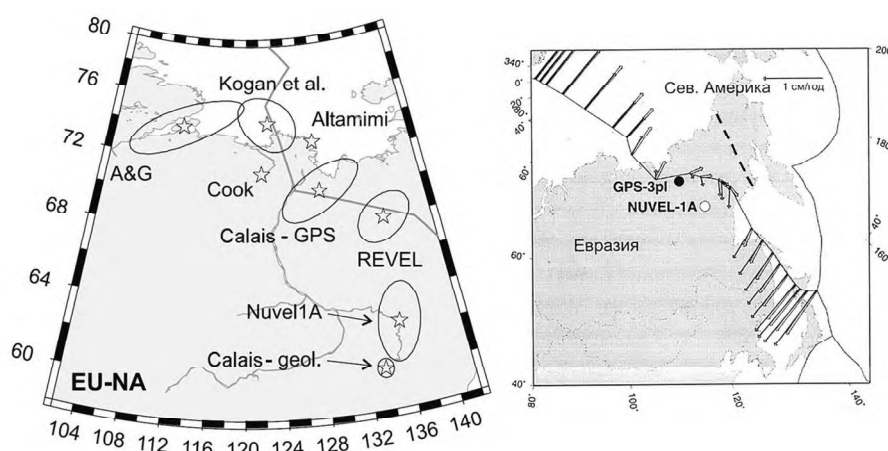 80
76
72
68
64
60
Kogan et al.
Altamimi
A&G
Cook
Calais - GPS
REVEL
Nuvel1A
Calais - geol.
EU-NA
104 108 112 116 120 124 128 132 136 140
340°
0°
40°
60°
200
180
40°
160
Сев. Америка
1 см/год
GPS-3pl
NUVEL-1A
Евразия
60°
40°
80° 100° 120° 140°